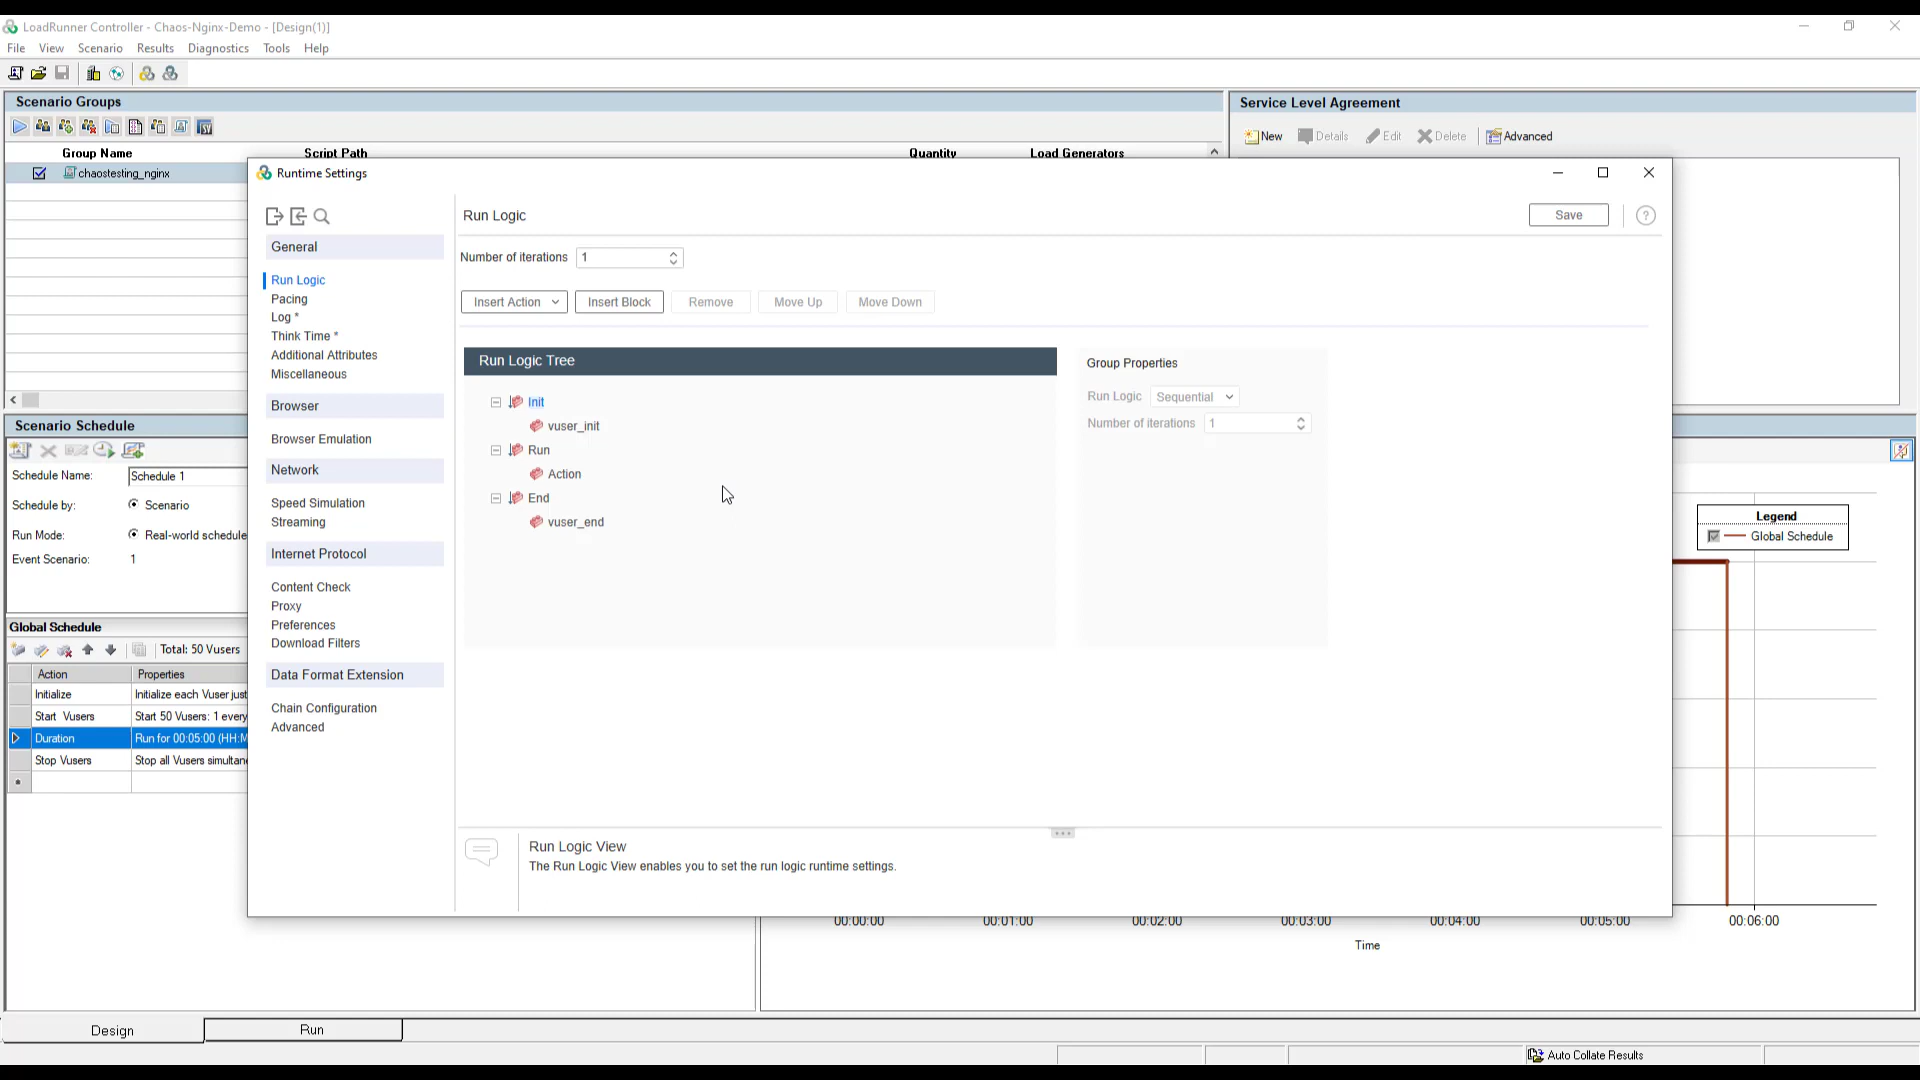 LoadRunner Controller - Chaos-Nginx-Demo - [Design(1)]
File View Scenario Results Diagnostics Tools Help
Scenario Groups
Group Name Script Path Quantity Load Generators
chaostesting_nginx
Service Level Agreement
New Details Edit Delete Advanced
Scenario Schedule
Schedule Name: Schedule 1
Schedule by: Scenario
Run Mode: Real-world schedule
Event Scenario: 1
Global Schedule
Total: 50 Vusers
Action Properties
Initialize Initialize each Vuser just
Start Vusers Start 50 Vusers: 1 every
Duration Run for 00:05:00 (HH:M
Stop Vusers Stop all Vusers simultan
Runtime Settings
General
Run Logic
Pacing
Log *
Think Time *
Additional Attributes
Miscellaneous
Browser
Browser Emulation
Network
Speed Simulation
Streaming
Internet Protocol
Content Check
Proxy
Preferences
Download Filters
Data Format Extension
Chain Configuration
Advanced
Run Logic
Save
?
Number of iterations 1
Insert Action Insert Block Remove Move Up Move Down
Run Logic Tree
Init
vuser_init
Run
Action
End
vuser_end
Group Properties
Run Logic Sequential
Number of iterations 1
Run Logic View
The Run Logic View enables you to set the run logic runtime settings.
Legend
Global Schedule
00:00:00 00:01:00 00:02:00 00:03:00 00:04:00 00:05:00 00:06:00
Time
Design Run
Auto Collate Results